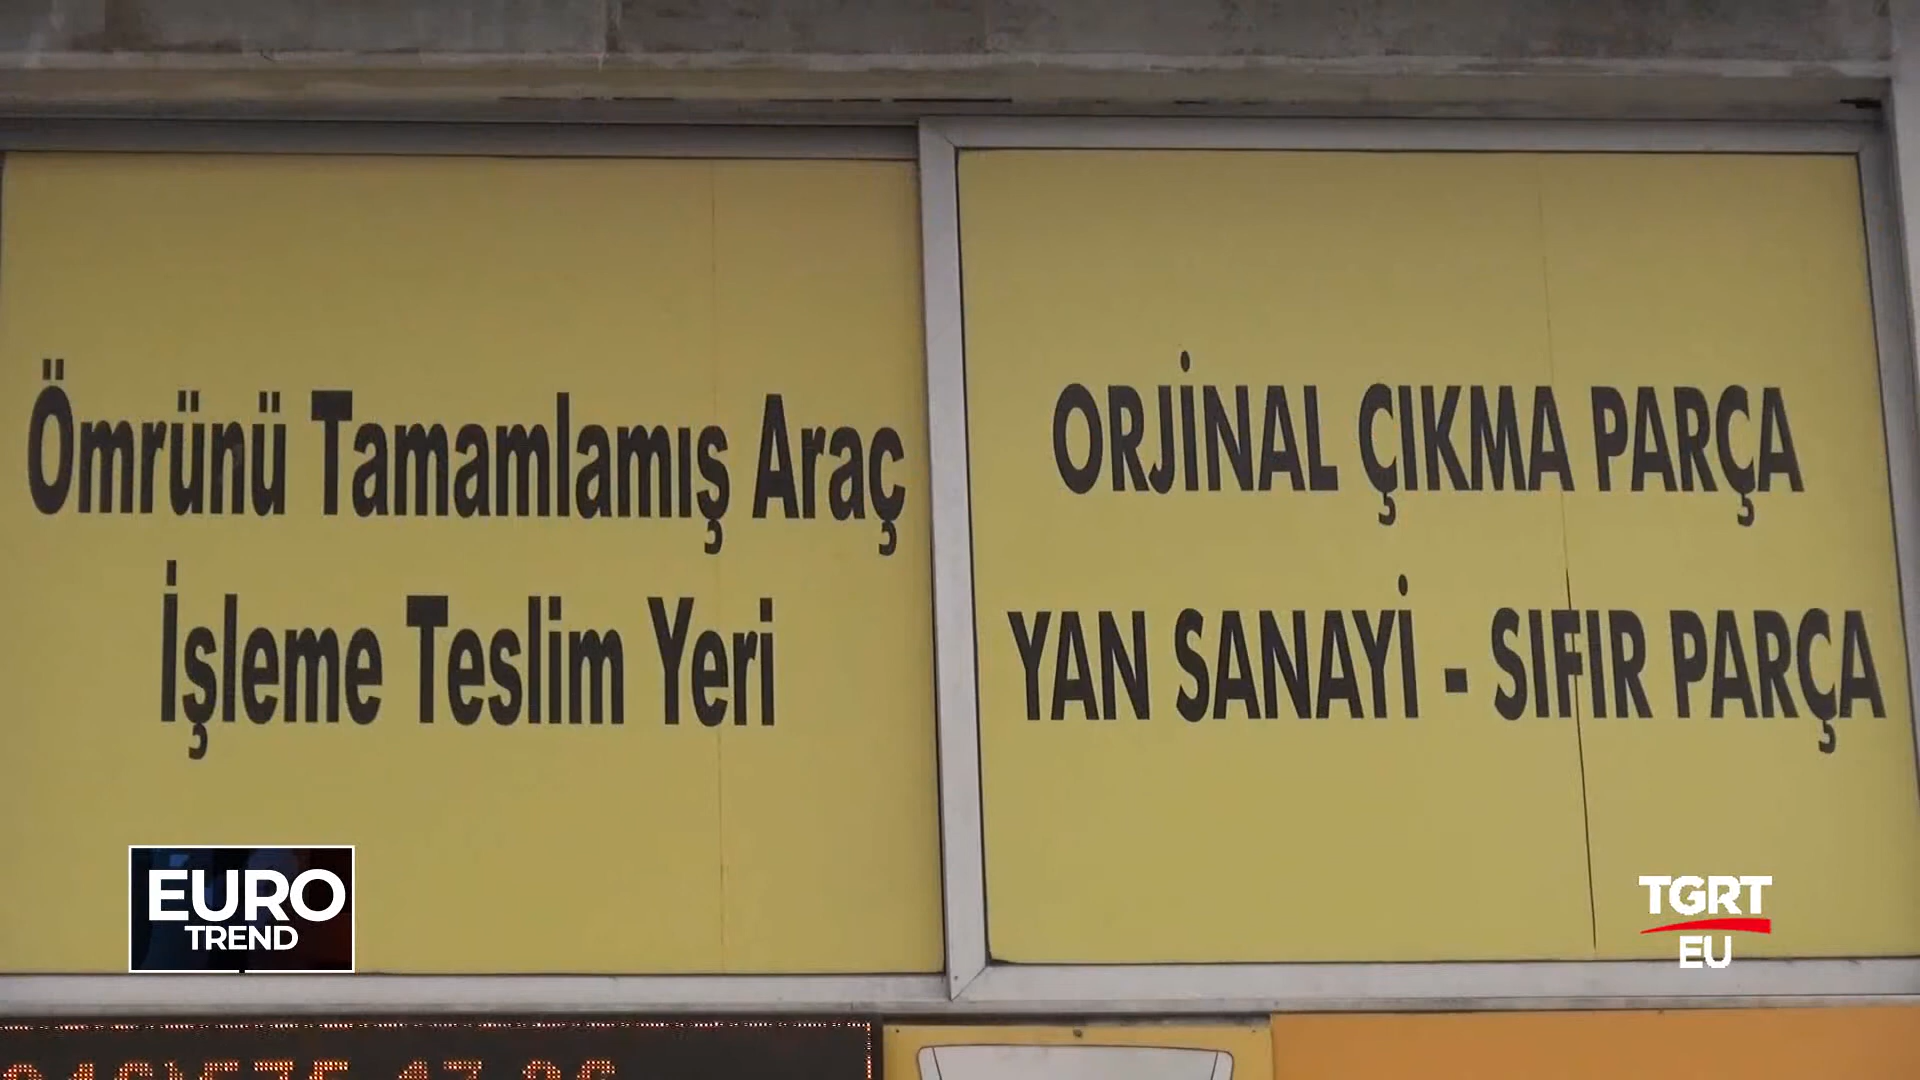 Ömrünü Tamamlamış Araç
İşleme Teslim Yeri
ORJİNAL ÇIKMA PARÇA
YAN SANAYİ - SIFIR PARÇA
EURO
TREND
TGRT
EU